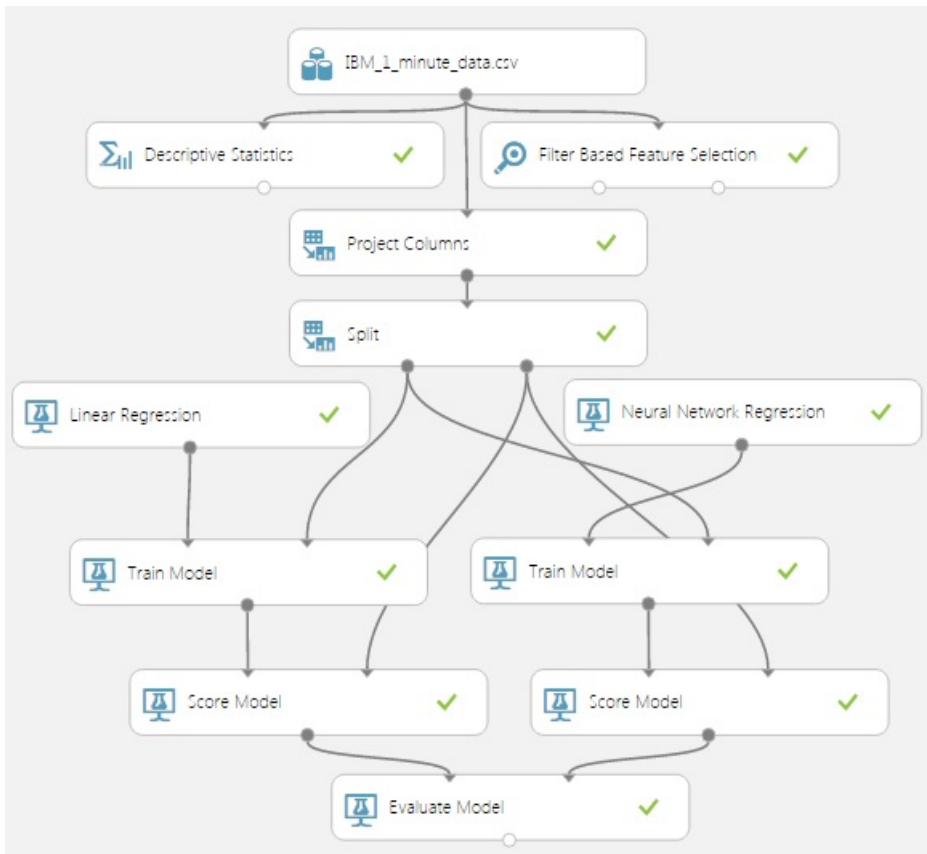 IBM_1_minute_data.csv
Descriptive Statistics
Filter Based Feature Selection
Project Columns
Split
Linear Regression
Neural Network Regression
Train Model
Train Model
Score Model
Score Model
Evaluate Model